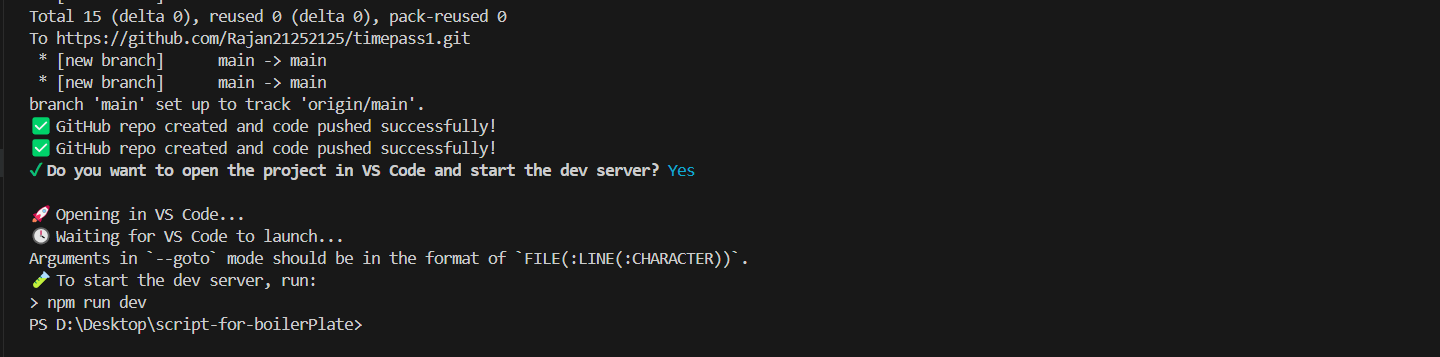 Total 15 (delta 0), reused 0 (delta 0), pack-reused 0
To https://github.com/Rajan21252125/timepass1.git
 * [new branch]      main -> main
 * [new branch]      main -> main
branch 'main' set up to track 'origin/main'.
✅ GitHub repo created and code pushed successfully!
✅ GitHub repo created and code pushed successfully!
✔ Do you want to open the project in VS Code and start the dev server? Yes
🚀 Opening in VS Code...
🕓 Waiting for VS Code to launch...
Arguments in `--goto` mode should be in the format of `FILE(:LINE(:CHARACTER))`.
🧪 To start the dev server, run:
> npm run dev
PS D:\Desktop\script-for-boilerPlate>